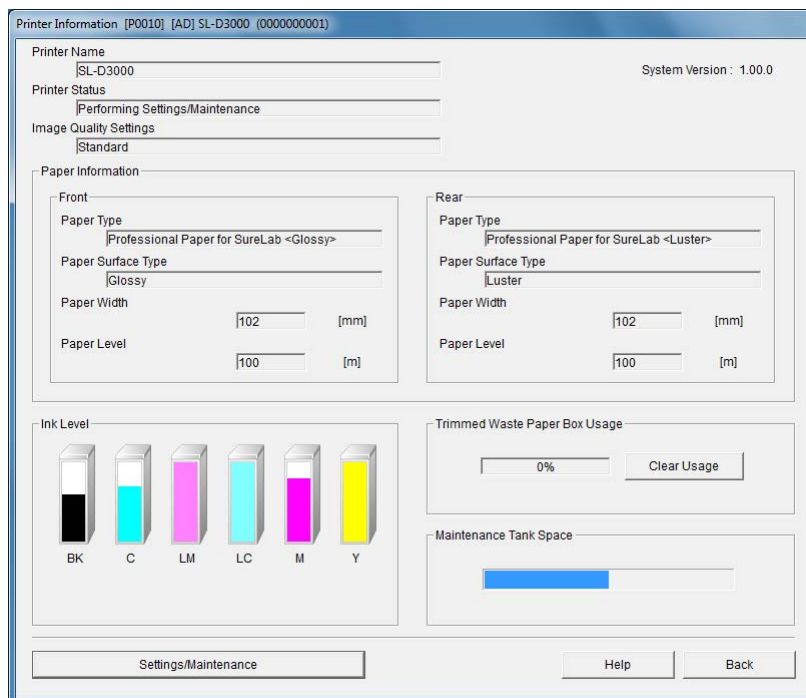 Printer Information [P0010] [AD] SL-D3000 (0000000001)
Printer Name
SL-D3000
System Version : 1.00.0
Printer Status
Performing Settings/Maintenance
Image Quality Settings
Standard
Paper Information
Front
Paper Type
Professional Paper for SureLab <Glossy>
Paper Surface Type
Glossy
Paper Width
102 [mm]
Paper Level
100 [m]
Rear
Paper Type
Professional Paper for SureLab <Luster>
Paper Surface Type
Luster
Paper Width
102 [mm]
Paper Level
100 [m]
Ink Level
BK C LM LC M Y
Trimmed Waste Paper Box Usage
0% Clear Usage
Maintenance Tank Space
Settings/Maintenance Help Back